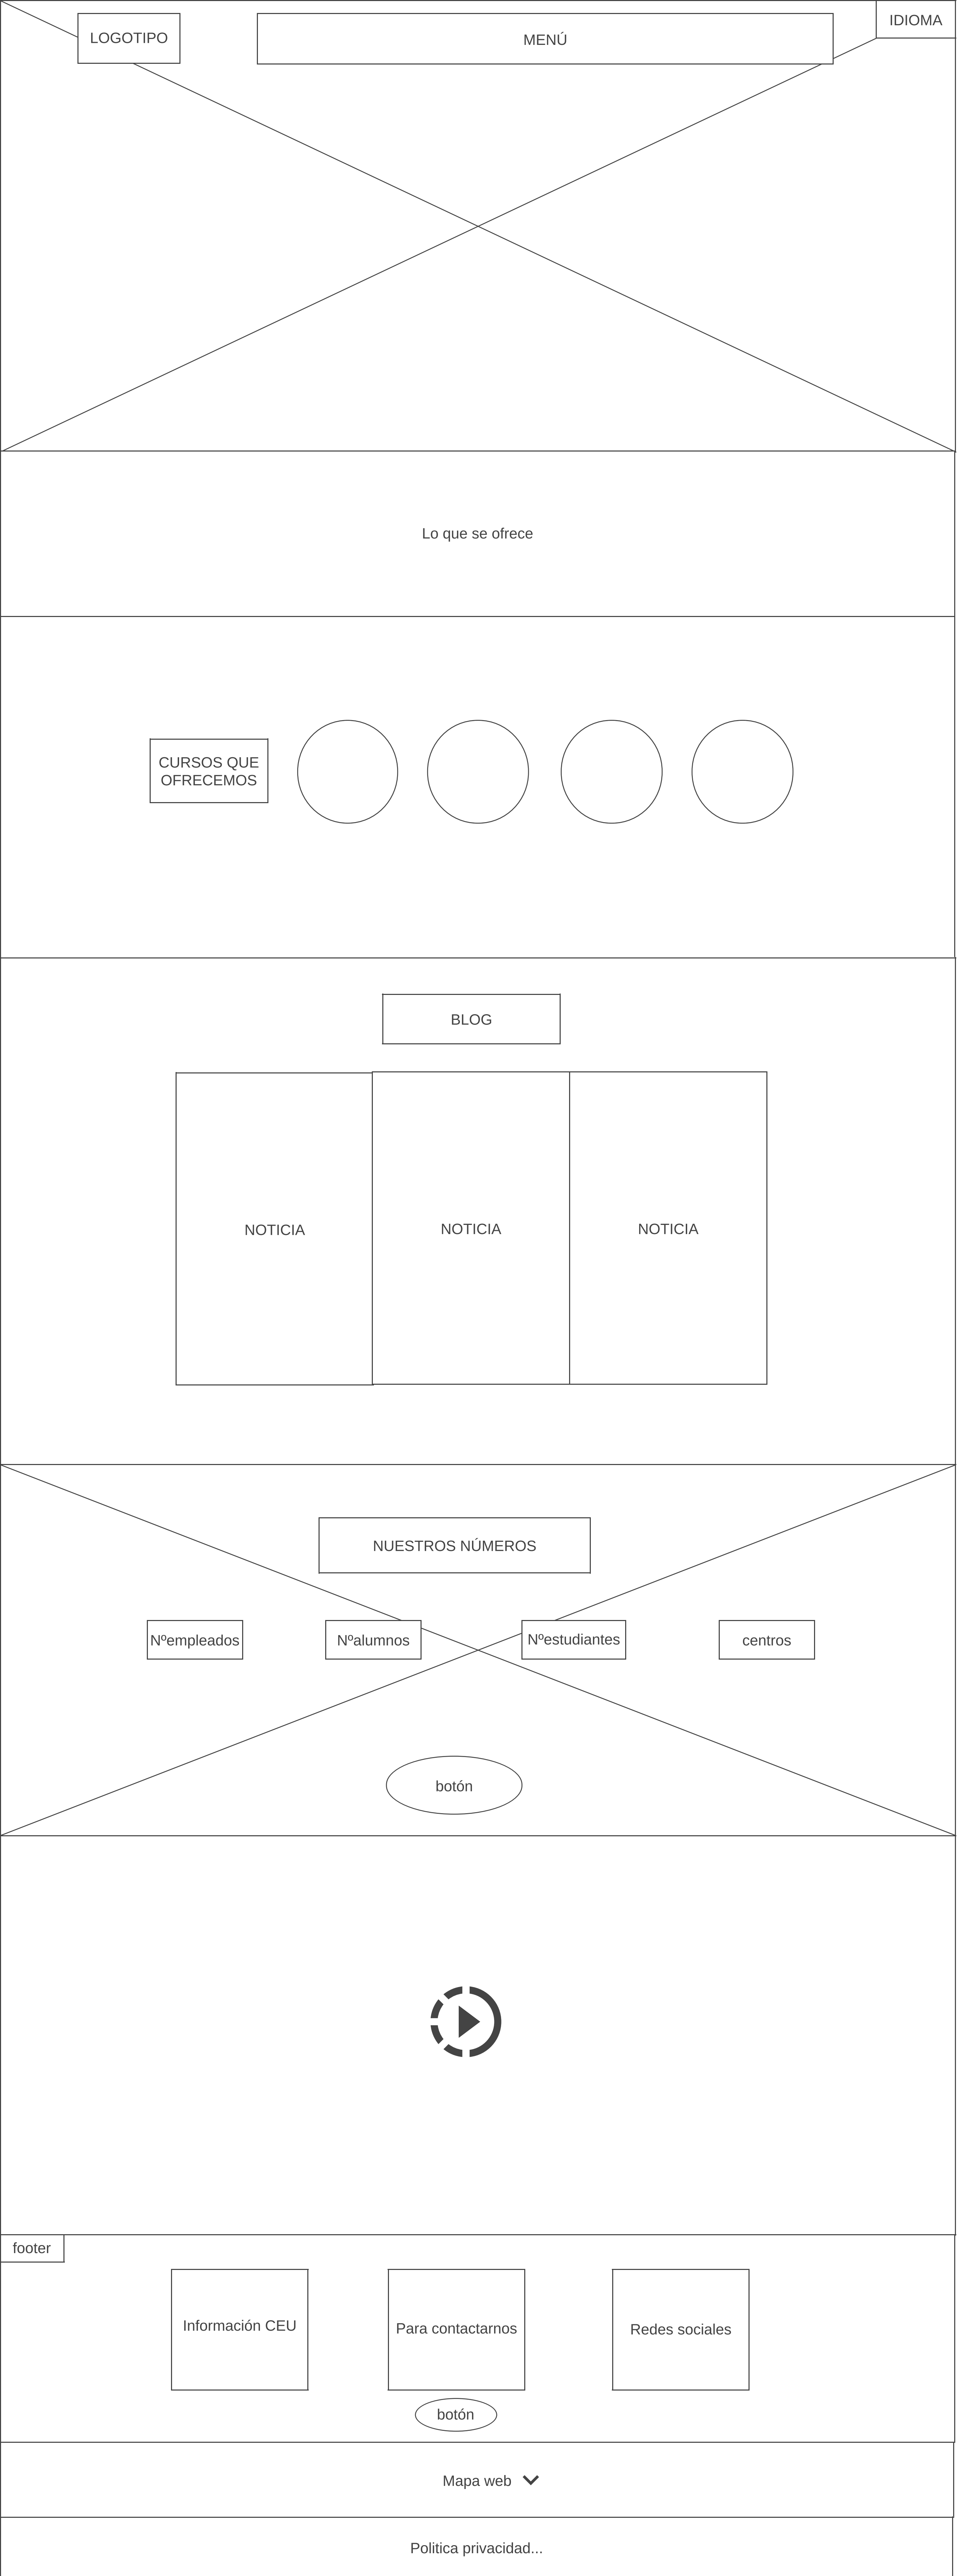 LOGOTIPO
MENÚ
IDIOMA
Lo que se ofrece
CURSOS QUE
OFRECEMOS
BLOG
NOTICIA
NOTICIA
NOTICIA
NUESTROS NÚMEROS
Nºempleados
Nºalumnos
Nºestudiantes
centros
botón
footer
Información CEU
Para contactarnos
Redes sociales
botón
Mapa web
Politica privacidad...